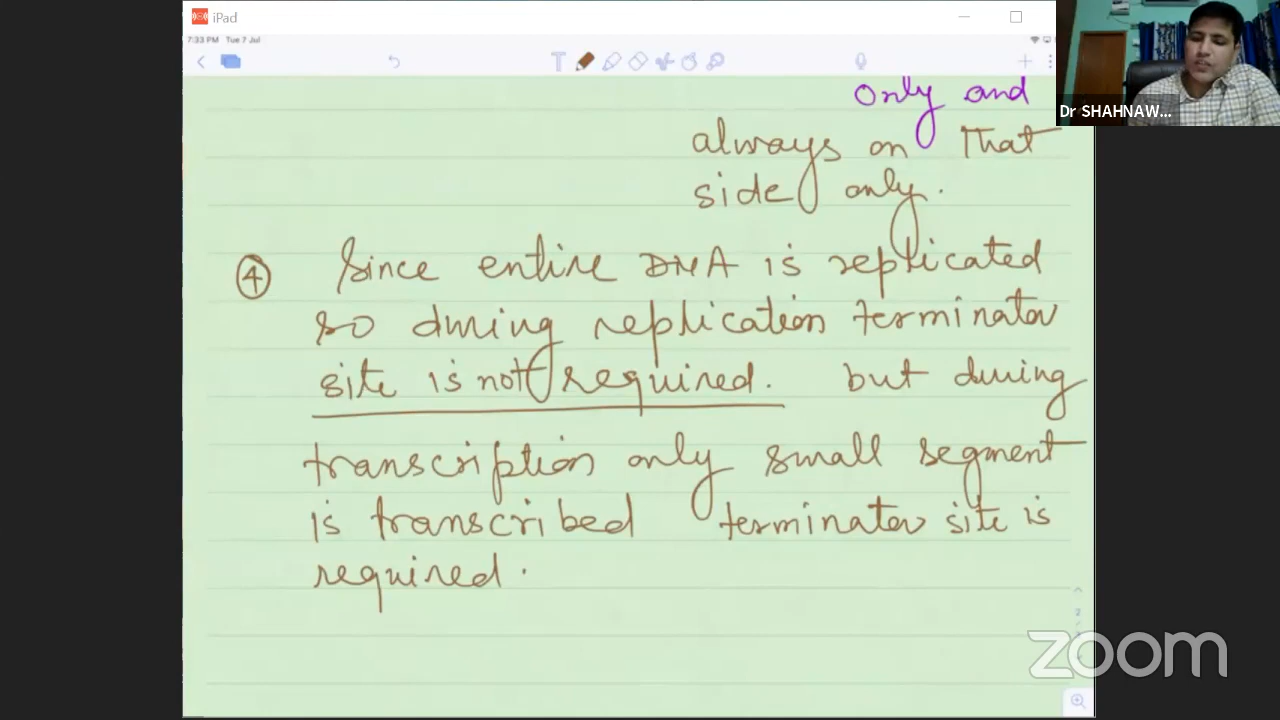 iPad
7:33 PM Tue 7 Jul
only and
Dr SHAHNAW...
always on that
side only.
④ Since entire DNA is replicated
so during replication terminator
site is not required. but during
transcription only small segment
is transcribed terminator site is
required.
zoom